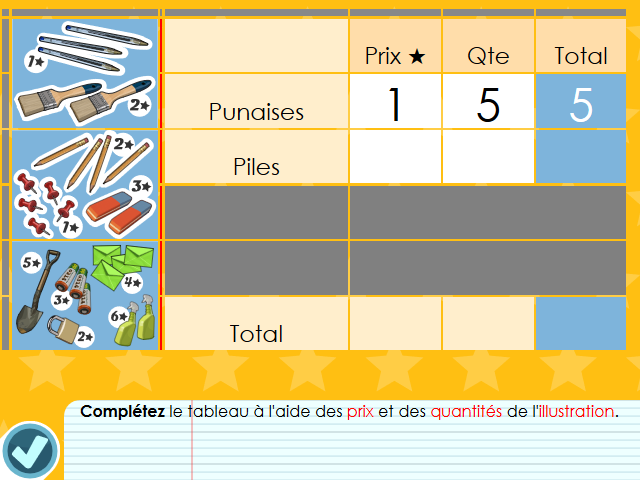 Prix ★ Qte Total
1★
2★
Punaises 1 5 5
2★
3★
1★
Piles
5★
4★
3★
6★
2★
Total
Complétez le tableau à l'aide des prix et des quantités de l'illustration.